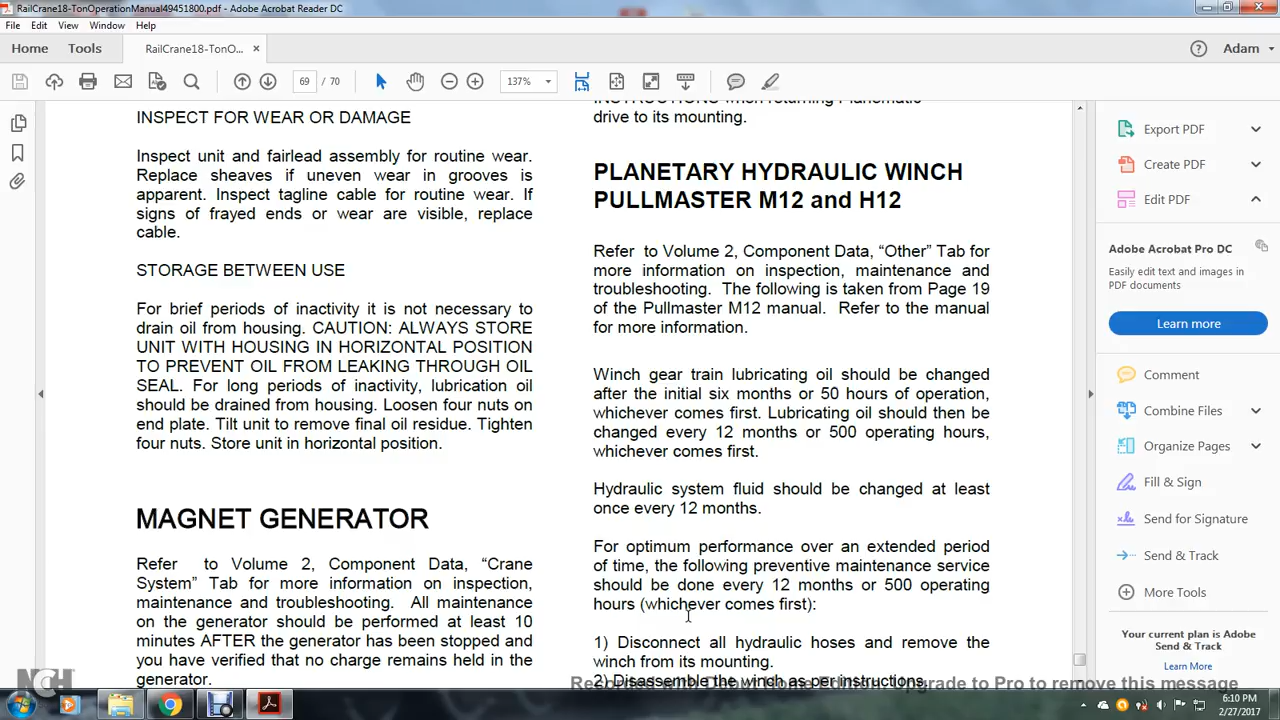 RailCrane18-TonOperationManual49451800.pdf - Adobe Acrobat Reader DC
File Edit View Window Help
Home Tools RailCrane18-TonO... × Adam
69 / 70 137%
INSPECT FOR WEAR OR DAMAGE
Inspect unit and fairlead assembly for routine wear.
Replace sheaves if uneven wear in grooves is
apparent. Inspect tagline cable for routine wear. If
signs of frayed ends or wear are visible, replace
cable.
STORAGE BETWEEN USE
For brief periods of inactivity it is not necessary to
drain oil from housing. CAUTION: ALWAYS STORE
UNIT WITH HOUSING IN HORIZONTAL POSITION
TO PREVENT OIL FROM LEAKING THROUGH OIL
SEAL. For long periods of inactivity, lubrication oil
should be drained from housing. Loosen four nuts on
end plate. Tilt unit to remove final oil residue. Tighten
four nuts. Store unit in horizontal position.
MAGNET GENERATOR
Refer to Volume 2, Component Data, “Crane
System” Tab for more information on inspection,
maintenance and troubleshooting. All maintenance
on the generator should be performed at least 10
minutes AFTER the generator has been stopped and
you have verified that no charge remains held in the
generator.
INSTRUCTIONS when returning Planematic
drive to its mounting.
PLANETARY HYDRAULIC WINCH
PULLMASTER M12 and H12
Refer to Volume 2, Component Data, “Other” Tab for
more information on inspection, maintenance and
troubleshooting. The following is taken from Page 19
of the Pullmaster M12 manual. Refer to the manual
for more information.
Winch gear train lubricating oil should be changed
after the initial six months or 50 hours of operation,
whichever comes first. Lubricating oil should then be
changed every 12 months or 500 operating hours,
whichever comes first.
Hydraulic system fluid should be changed at least
once every 12 months.
For optimum performance over an extended period
of time, the following preventive maintenance service
should be done every 12 months or 500 operating
hours (whichever comes first):
1) Disconnect all hydraulic hoses and remove the
winch from its mounting.
2) Disassemble the winch as per instructions.
Export PDF
Create PDF
Edit PDF
Adobe Acrobat Pro DC
Easily edit text and images in
PDF documents
Learn more
Comment
Combine Files
Organize Pages
Fill & Sign
Send for Signature
Send & Track
More Tools
Your current plan is Adobe
Send & Track
Learn More
NCH
Upgrade to Pro to remove this message
6:10 PM
2/27/2017